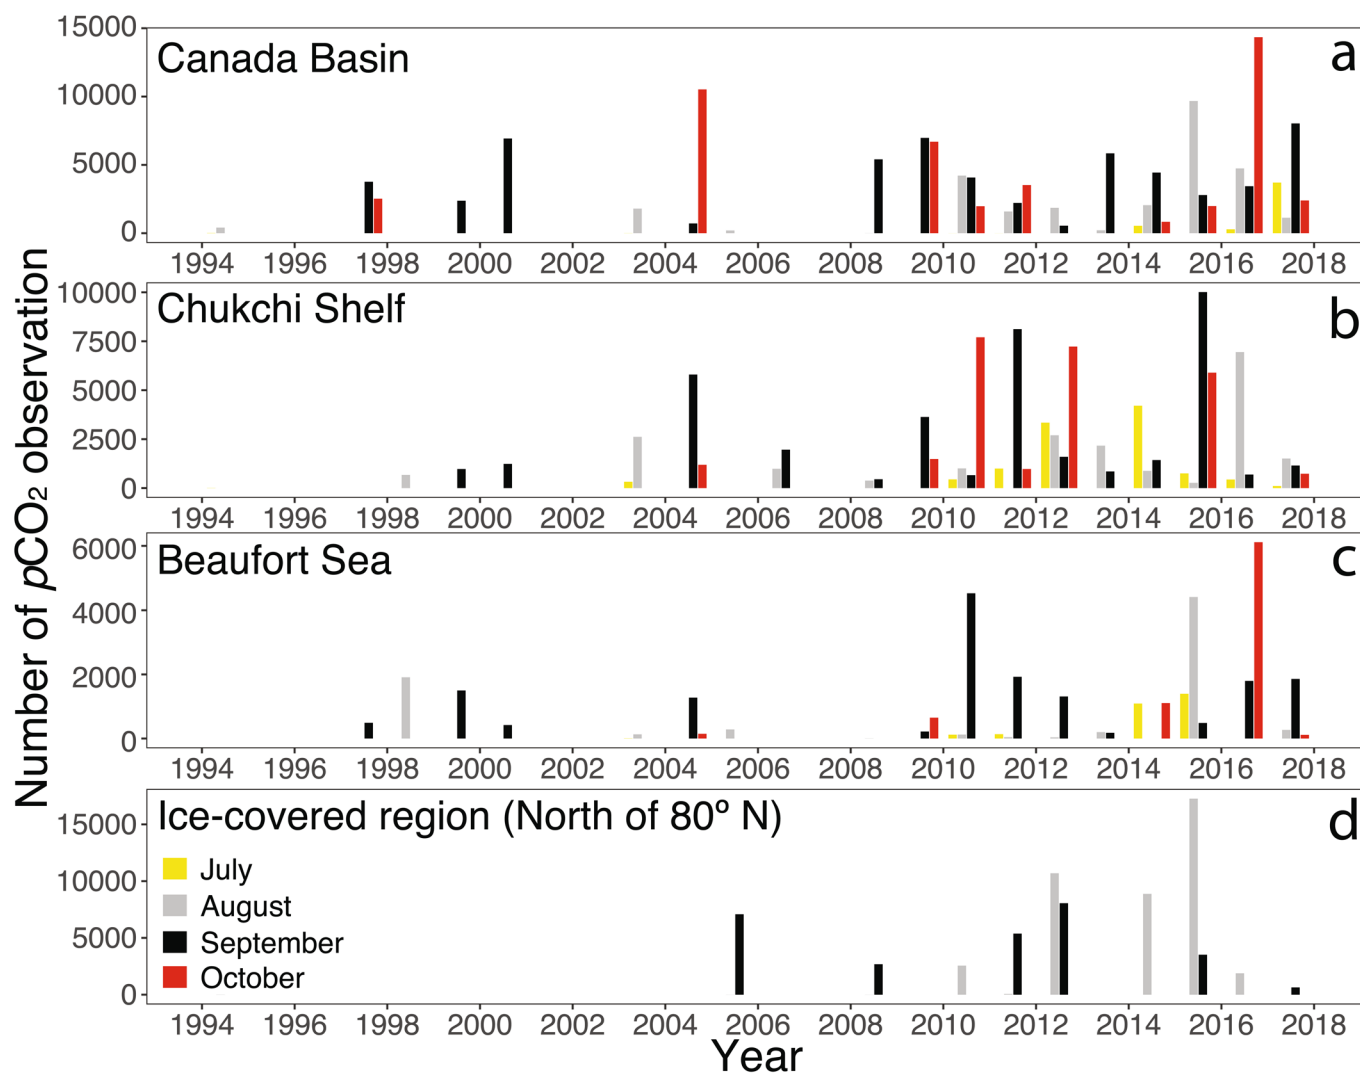 Number of pCO2 observation
Canada Basin
a
15000
10000
5000
0
1994 1996 1998 2000 2002 2004 2006 2008 2010 2012 2014 2016 2018
Chukchi Shelf
b
10000
7500
5000
2500
0
1994 1996 1998 2000 2002 2004 2006 2008 2010 2012 2014 2016 2018
Beaufort Sea
c
6000
4000
2000
0
1994 1996 1998 2000 2002 2004 2006 2008 2010 2012 2014 2016 2018
Ice-covered region (North of 80º N)
d
15000
10000
5000
0
July
August
September
October
1994 1996 1998 2000 2002 2004 2006 2008 2010 2012 2014 2016 2018
Year